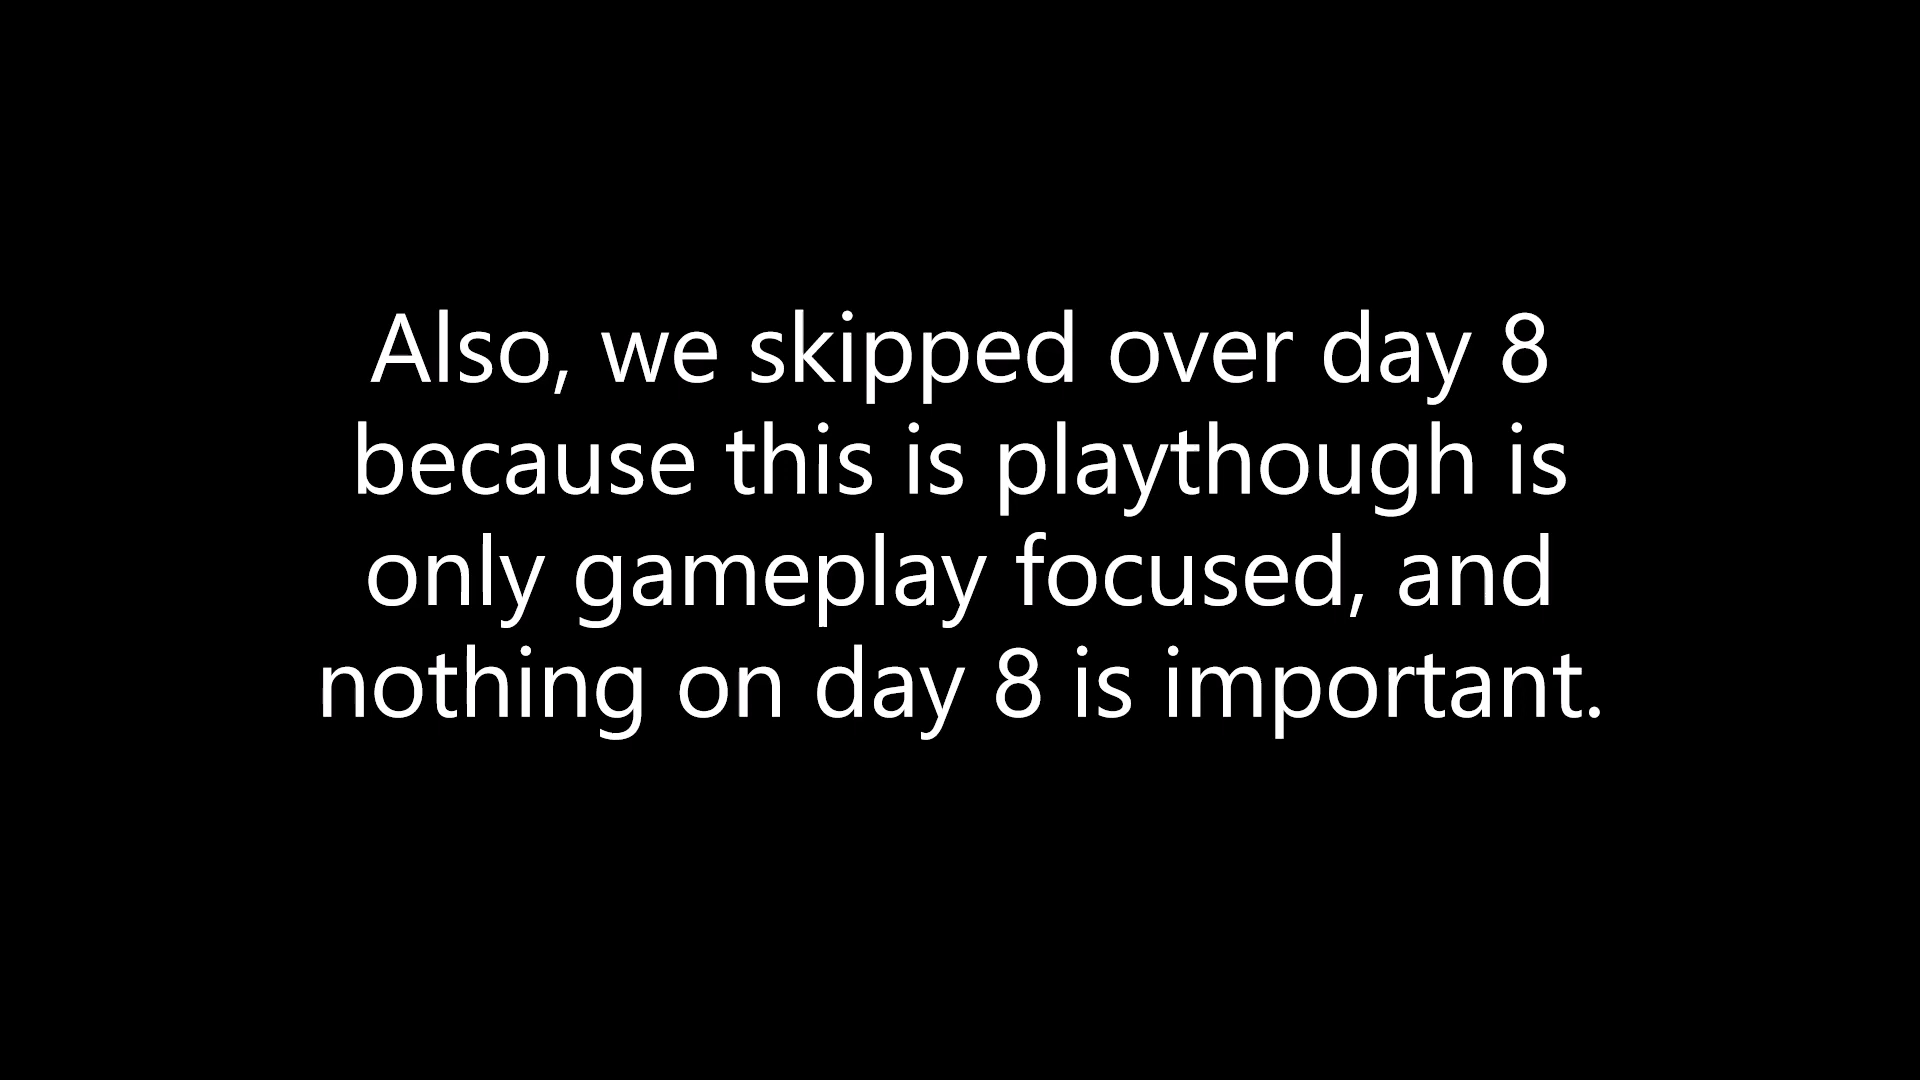 Also, we skipped over day 8
because this is playthough is
only gameplay focused, and
nothing on day 8 is important.